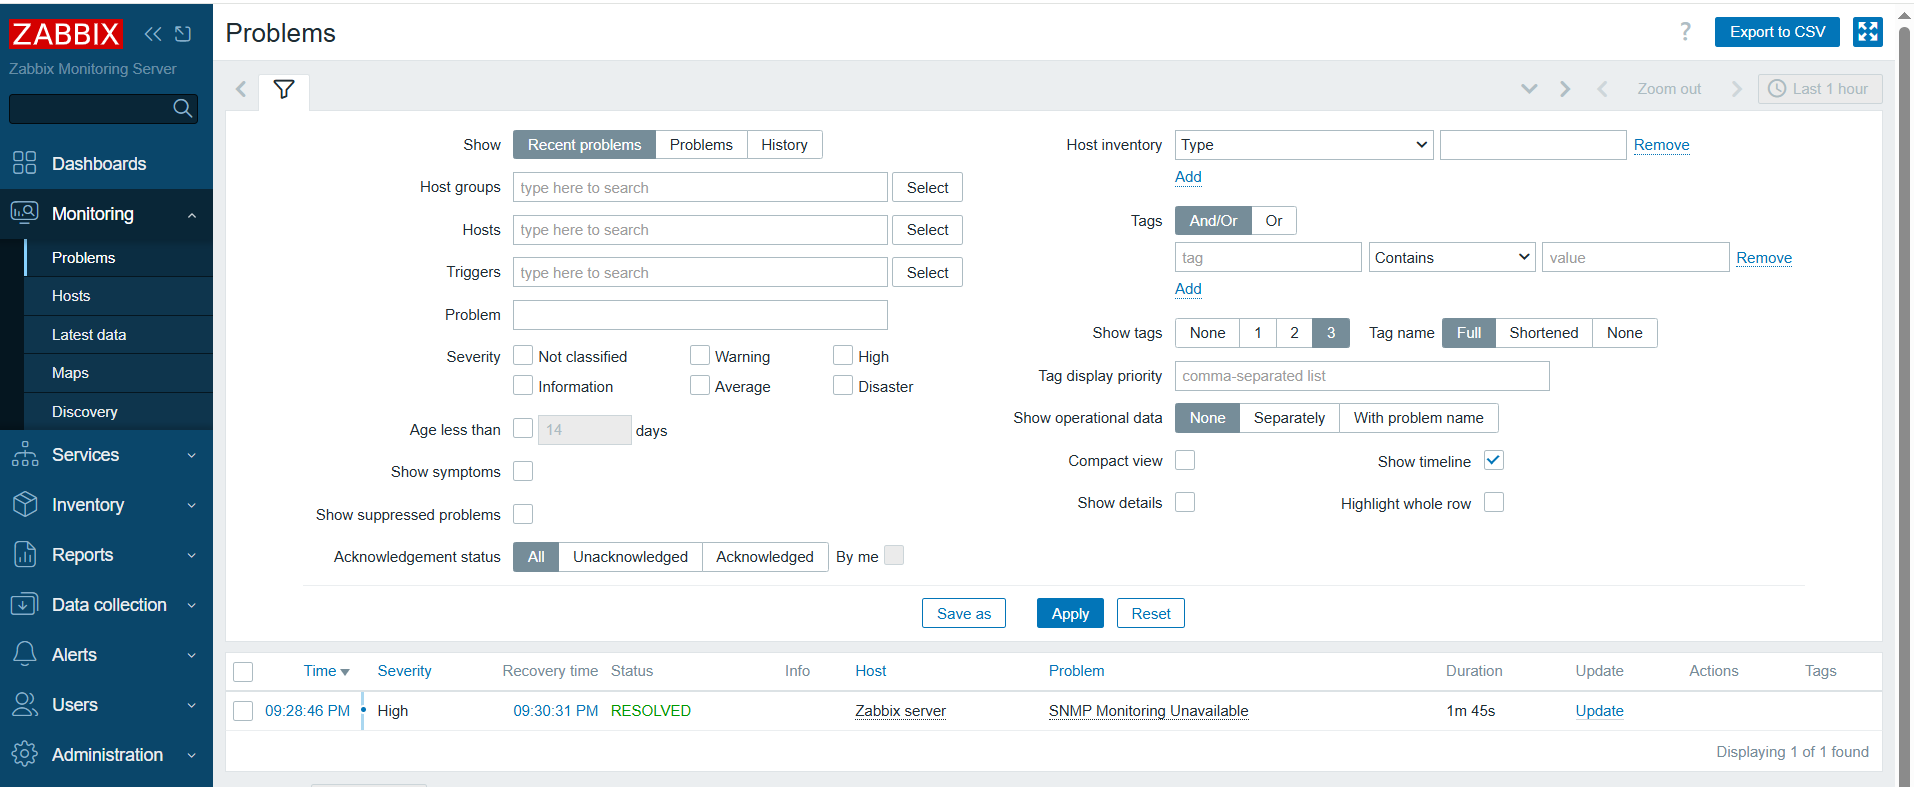 ZABBIX
Zabbix Monitoring Server
Dashboards
Monitoring
Problems
Hosts
Latest data
Maps
Discovery
Services
Inventory
Reports
Data collection
Alerts
Users
Administration
Problems
? Export to CSV
Zoom out Last 1 hour
Show Recent problems Problems History
Host groups type here to search Select
Hosts type here to search Select
Triggers type here to search Select
Problem
Severity Not classified Warning High
Information Average Disaster
Age less than 14 days
Show symptoms
Show suppressed problems
Acknowledgement status All Unacknowledged Acknowledged By me
Host inventory Type Remove
Add
Tags And/Or Or
tag Contains value Remove
Add
Show tags None 1 2 3 Tag name Full Shortened None
Tag display priority comma-separated list
Show operational data None Separately With problem name
Compact view Show timeline
Show details Highlight whole row
Save as Apply Reset
Time Severity Recovery time Status Info Host Problem Duration Update Actions Tags
09:28:46 PM High 09:30:31 PM RESOLVED Zabbix server SNMP Monitoring Unavailable 1m 45s Update
Displaying 1 of 1 found